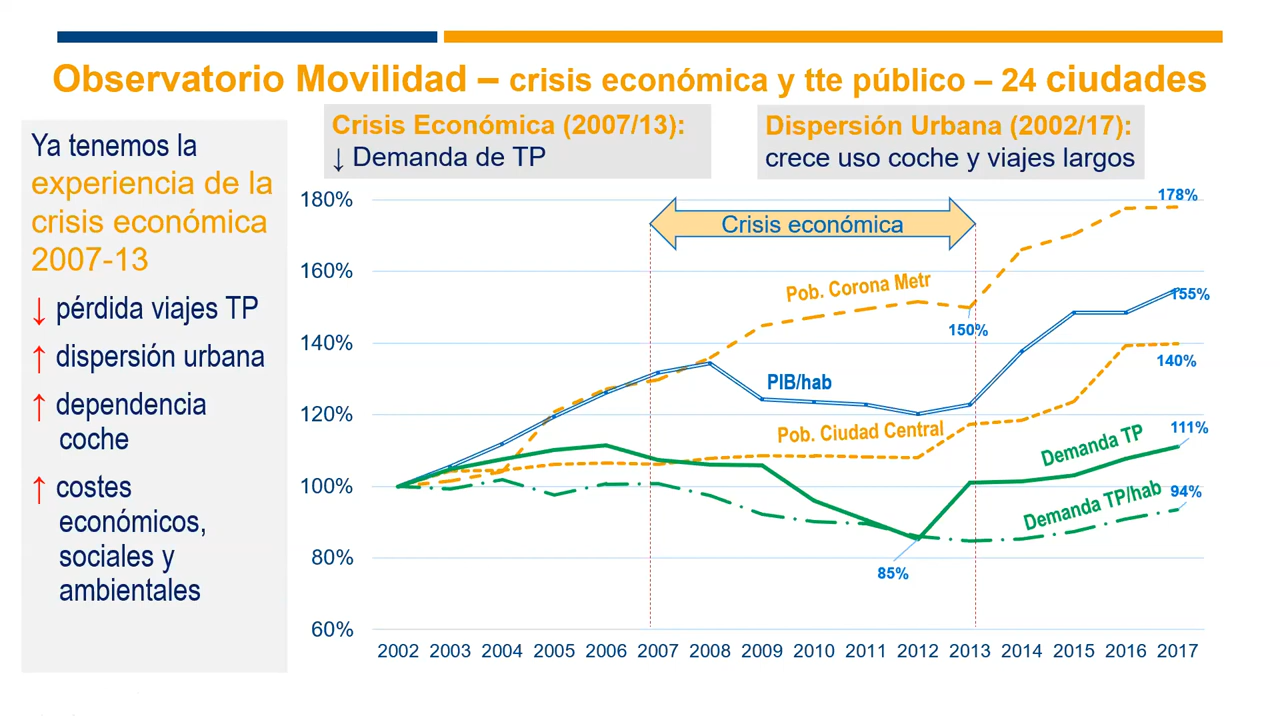 Observatorio Movilidad – crisis económica y tte público – 24 ciudades
Ya tenemos la
experiencia de la
crisis económica
2007-13
↓ pérdida viajes TP
↑ dispersión urbana
↑ dependencia
coche
↑ costes
económicos,
sociales y
ambientales
Crisis Económica (2007/13):
↓ Demanda de TP
Dispersión Urbana (2002/17):
crece uso coche y viajes largos
180%
160%
140%
120%
100%
80%
60%
Crisis económica
178%
Pob. Corona Metr
150%
155%
PIB/hab
140%
Pob. Ciudad Central
111%
Demanda TP
94%
Demanda TP/hab
85%
2002 2003 2004 2005 2006 2007 2008 2009 2010 2011 2012 2013 2014 2015 2016 2017